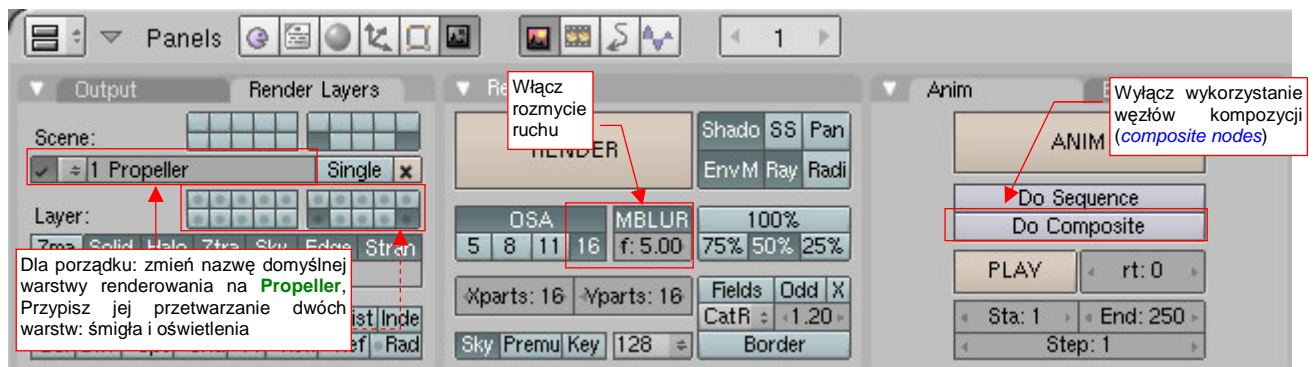 Panels
1
Output
Render Layers
Scene:
1 Propeller
Single
x
Layer:
Zma Solid Halo Ztra Sky Edge Stran
Dla porządku: zmień nazwę domyślnej
warstwy renderowania na Propeller,
Przypisz jej przetwarzanie dwóch
warstw: śmigła i oświetlenia
Inde
Rad
Włącz
rozmycie
ruchu
RENDER
Shado SS Pan
EnvM Ray Radi
OSA
MBLUR
100%
5 8 11 16
f: 5.00
75% 50% 25%
Xparts: 16
Yparts: 16
Fields Odd X
CatR
1.20
Sky Premu Key
128
Border
Anim
Wyłącz wykorzystanie
węzłów kompozycji
(composite nodes)
ANIM
Do Sequence
Do Composite
PLAY
rt: 0
Sta: 1
End: 250
Step: 1